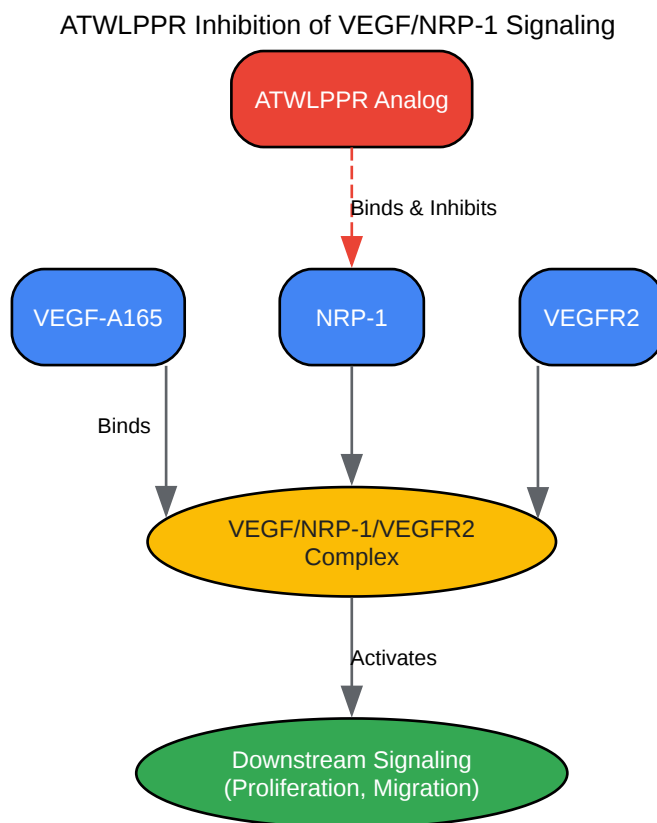 ATWLPPR Inhibition of VEGF/NRP-1 Signaling
ATWLPPR Analog
Binds & Inhibits
VEGF-A165
NRP-1
VEGFR2
Binds
VEGF/NRP-1/VEGFR2
Complex
Activates
Downstream Signaling
(Proliferation, Migration)